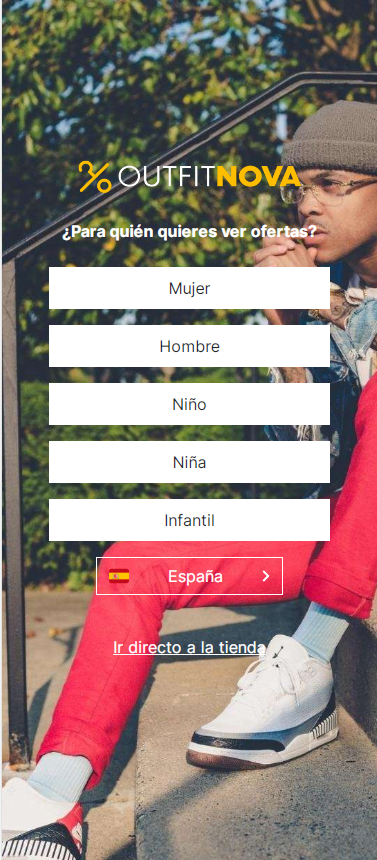 OUTFITNOVA
¿Para quién quieres ver ofertas?
Mujer
Hombre
Niño
Niña
Infantil
España
Ir directo a la tienda